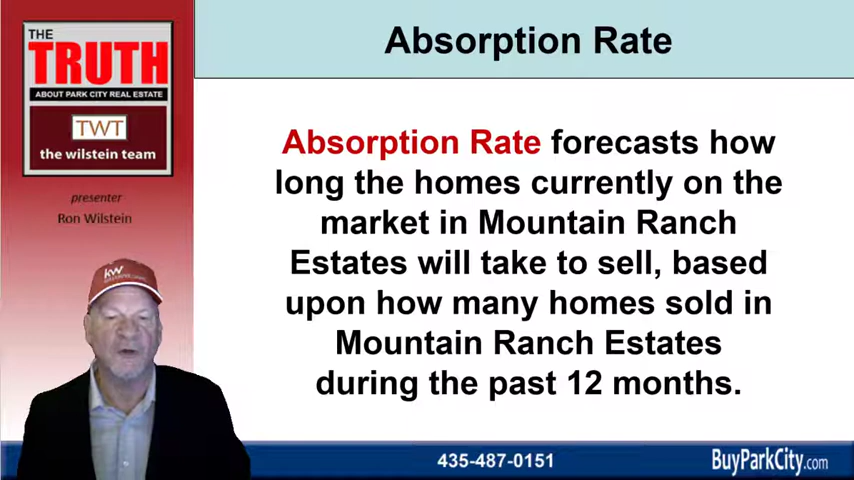 THE
TRUTH
ABOUT PARK CITY REAL ESTATE
TWT
the wilstein team
presenter
Ron Wilstein
kw
Absorption Rate
Absorption Rate forecasts how
long the homes currently on the
market in Mountain Ranch
Estates will take to sell, based
upon how many homes sold in
Mountain Ranch Estates
during the past 12 months.
435-487-0151
BuyParkCity.com